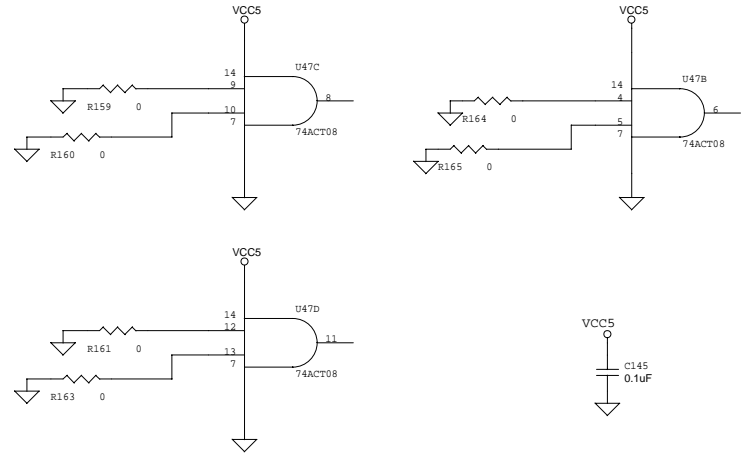 VCC5
U47C
14
9
8
R159 0
10
7
74ACT08
R160 0
VCC5
U47B
14
4
6
R164 0
5
7
74ACT08
R165 0
VCC5
U47D
14
12
11
R161 0
13
7
74ACT08
R163 0
VCC5
C145
0.1uF